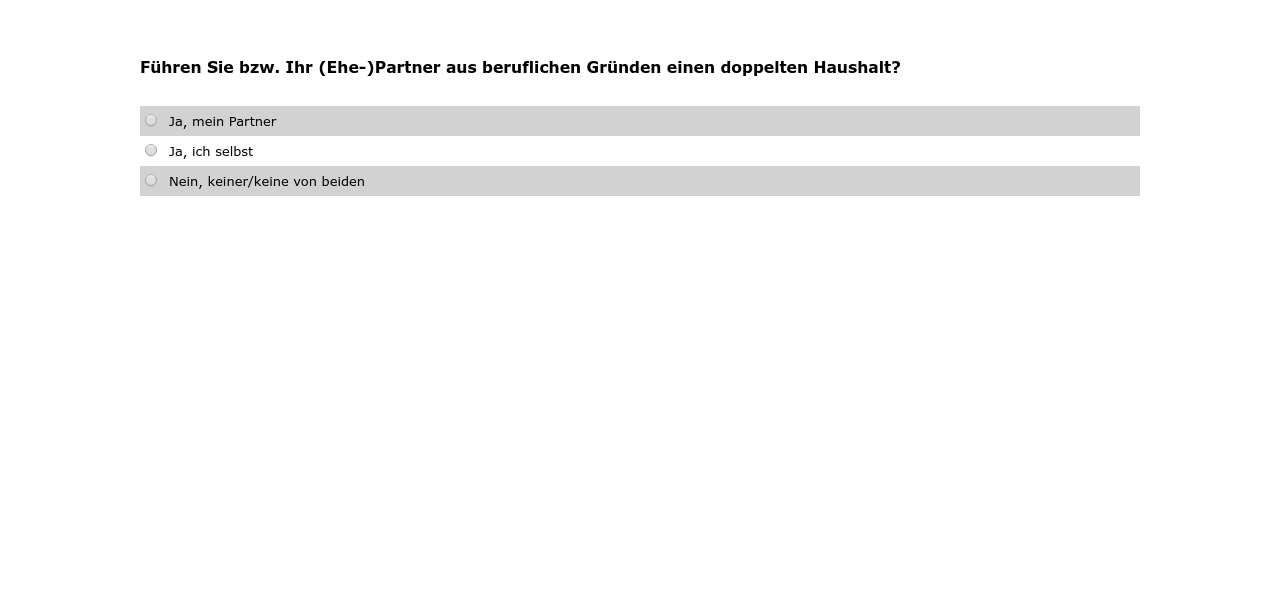 Führen Sie bzw. Ihr (Ehe-)Partner aus beruflichen Gründen einen doppelten Haushalt?
Ja, mein Partner
Ja, ich selbst
Nein, keiner/keine von beiden